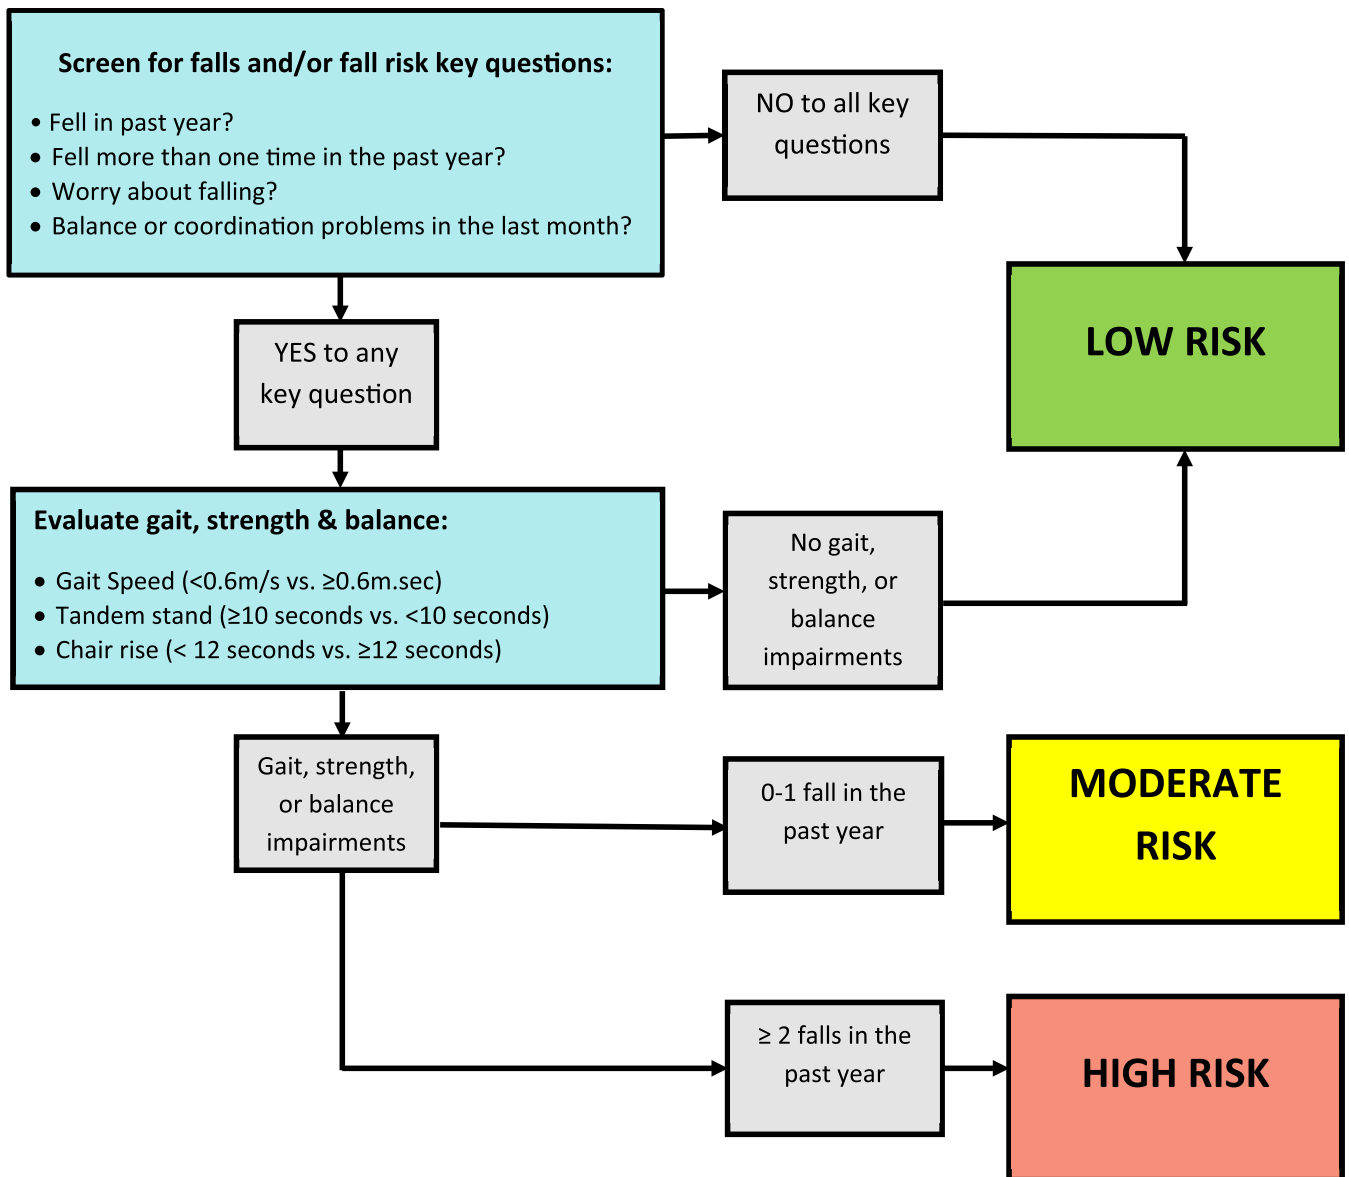 Screen for falls and/or fall risk key questions:
• Fell in past year?
• Fell more than one time in the past year?
• Worry about falling?
• Balance or coordination problems in the last month?
NO to all key
questions
LOW RISK
YES to any
key question
Evaluate gait, strength & balance:
• Gait Speed (<0.6m/s vs. ≥0.6m.sec)
• Tandem stand (≥10 seconds vs. <10 seconds)
• Chair rise (< 12 seconds vs. ≥12 seconds)
No gait,
strength, or
balance
impairments
Gait, strength,
or balance
impairments
0-1 fall in the
past year
MODERATE
RISK
≥ 2 falls in the
past year
HIGH RISK